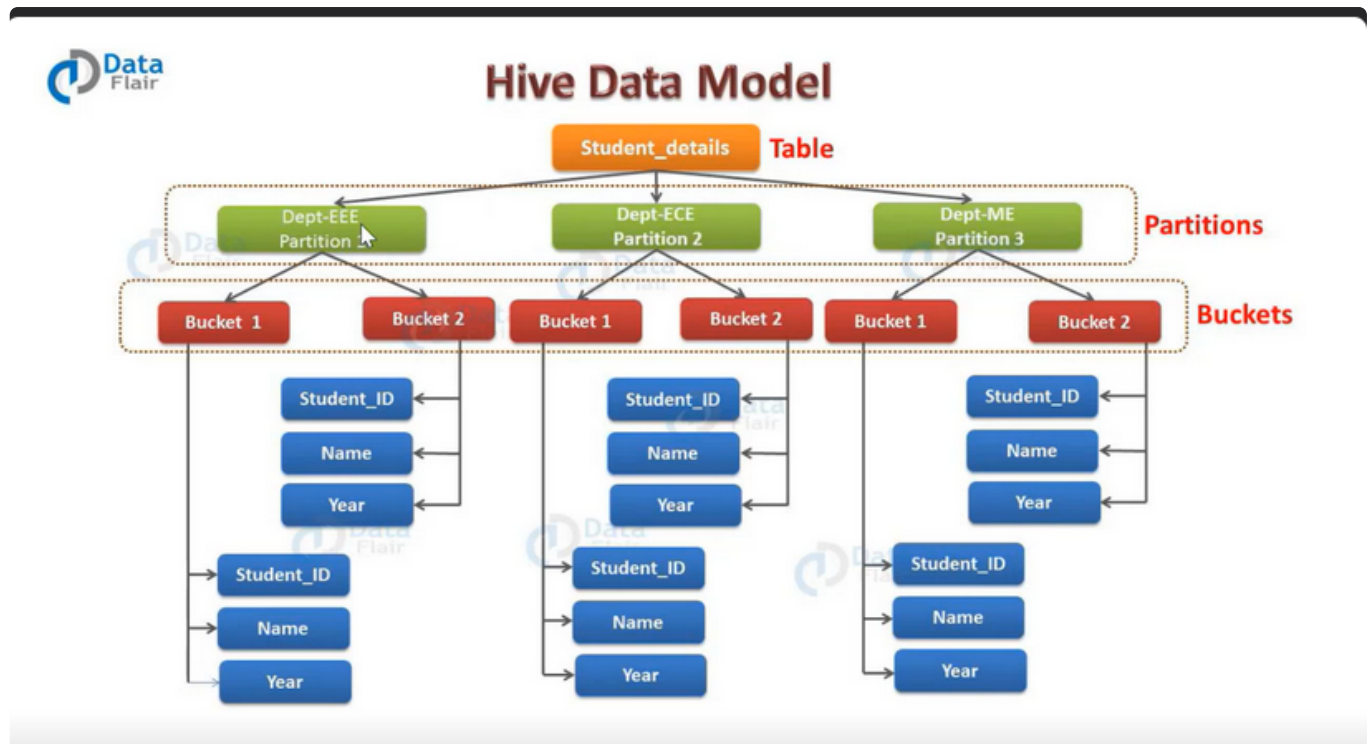 Data
Flair
Hive Data Model
Student_details
Table
Dept-EEE
Partition
Dept-ECE
Partition 2
Dept-ME
Partition 3
Partitions
Bucket 1
Bucket 2
Bucket 1
Bucket 2
Bucket 1
Bucket 2
Buckets
Student_ID
Name
Year
Student_ID
Name
Year
Student_ID
Name
Year
Student_ID
Name
Year
Student_ID
Name
Year
Student_ID
Name
Year